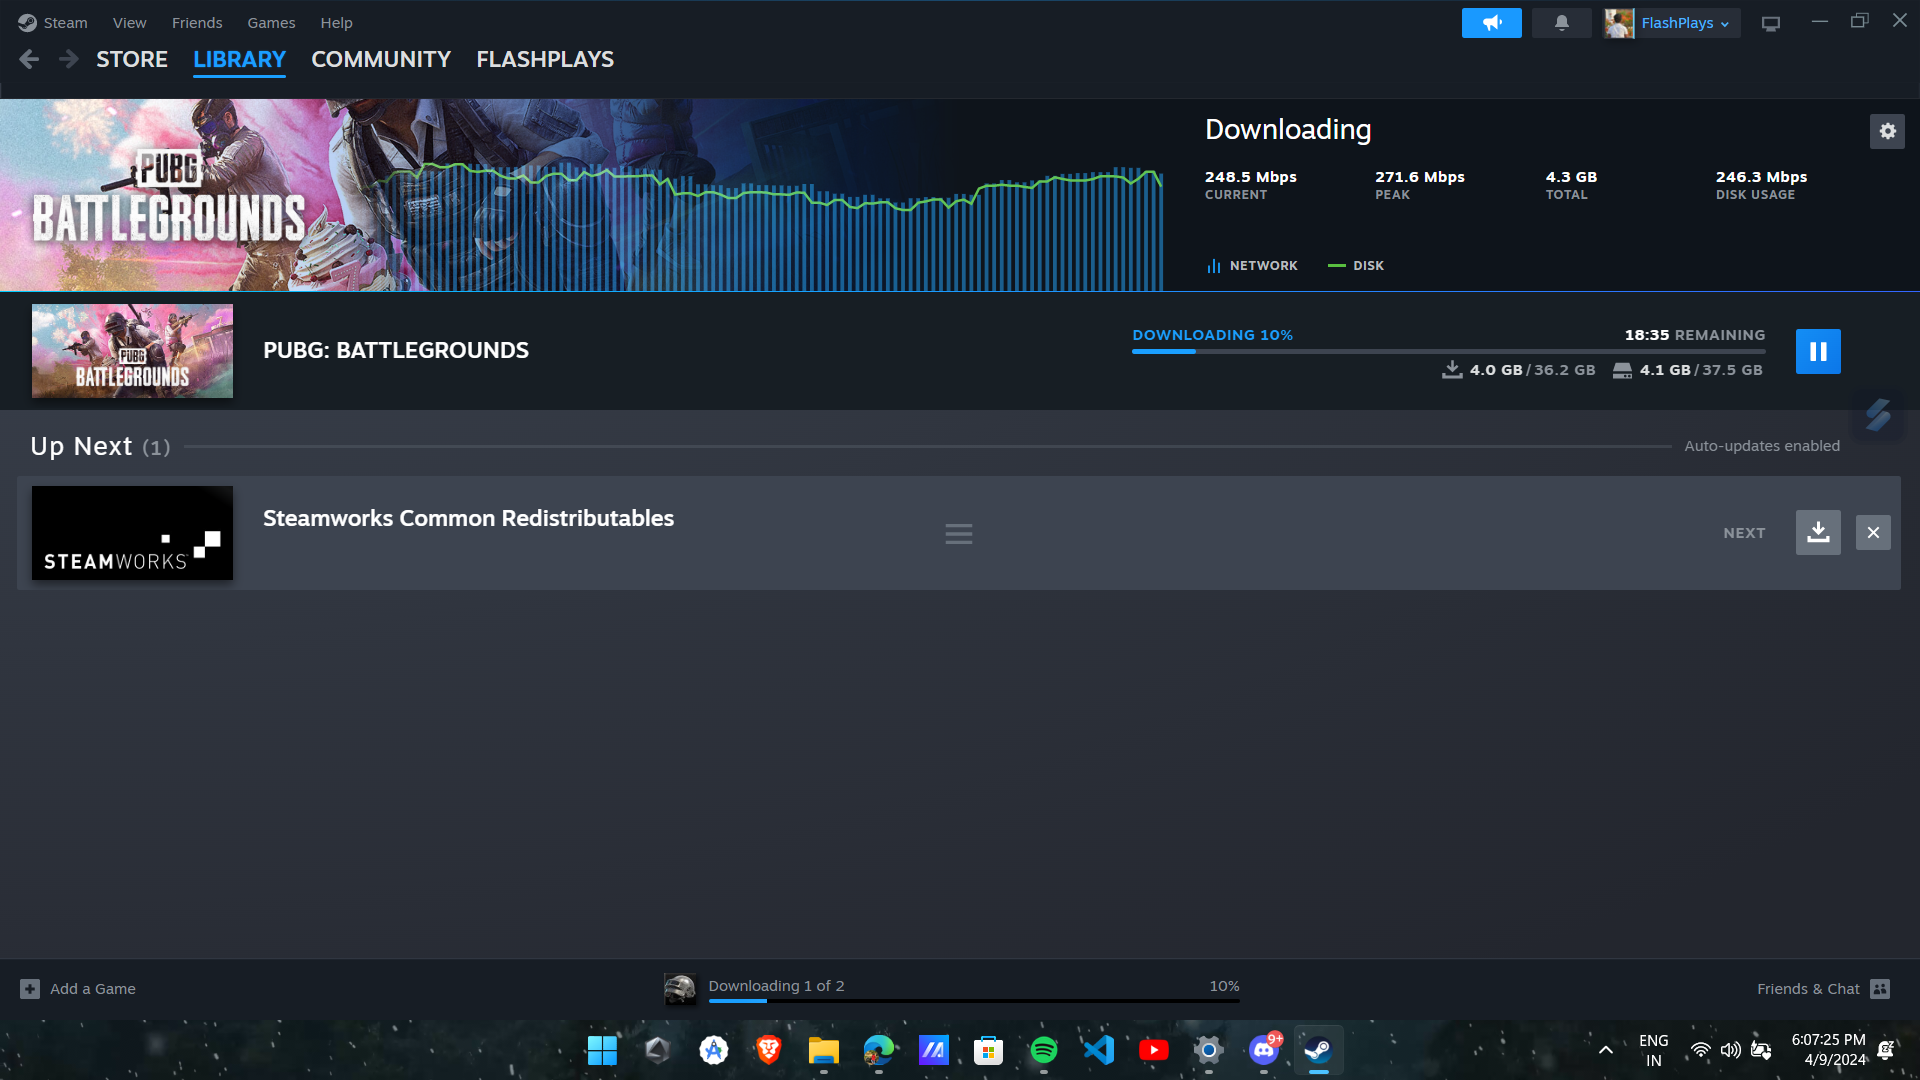 Steam View Friends Games Help
FlashPlays
STORE LIBRARY COMMUNITY FLASHPLAYS
PUBG
BATTLEGROUNDS
Downloading
248.5 Mbps 271.6 Mbps 4.3 GB 246.3 Mbps
CURRENT PEAK TOTAL DISK USAGE
NETWORK DISK
PUBG
BATTLEGROUNDS
PUBG: BATTLEGROUNDS
DOWNLOADING 10% 18:35 REMAINING
4.0 GB / 36.2 GB 4.1 GB / 37.5 GB
Up Next (1) Auto-updates enabled
STEAMWORKS
Steamworks Common Redistributables
NEXT
Add a Game
Downloading 1 of 2 10%
Friends & Chat
9+
ENG
IN
6:07:25 PM
4/9/2024